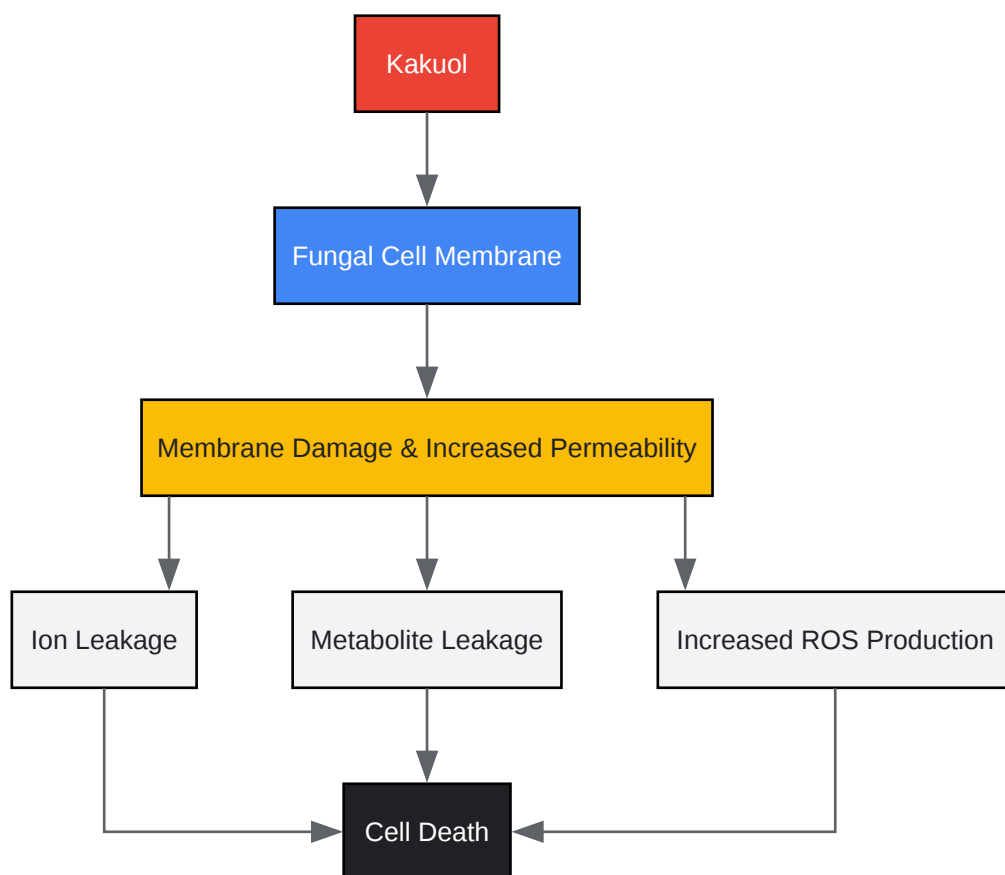 Kakuol
Fungal Cell Membrane
Membrane Damage & Increased Permeability
Ion Leakage
Metabolite Leakage
Increased ROS Production
Cell Death